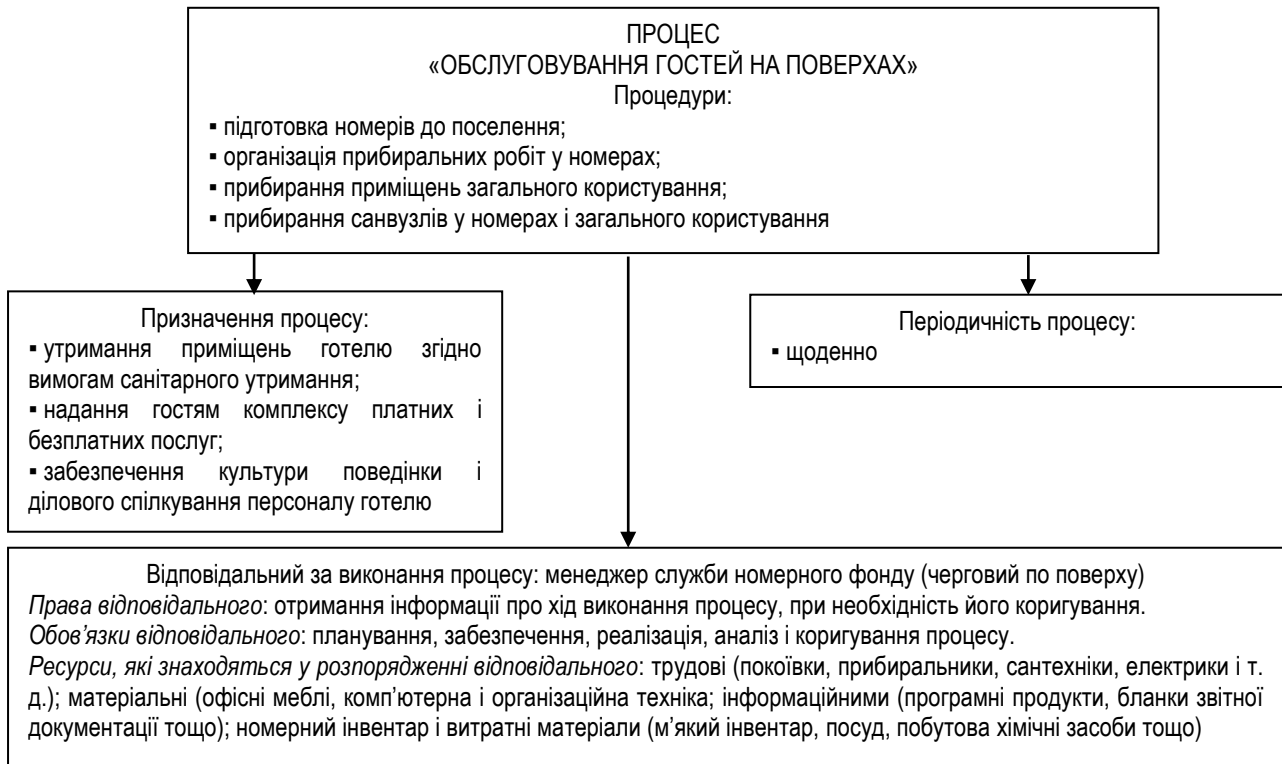 ПРОЦЕС
«ОБСЛУГОВУВАННЯ ГОСТЕЙ НА ПОВЕРХАХ»
Процедури:
▪ підготовка номерів до поселення;
▪ організація прибиральних робіт у номерах;
▪ прибирання приміщень загального користування;
▪ прибирання санвузлів у номерах і загального користування
Призначення процесу:
▪ утримання приміщень готелю згідно
вимогам санітарного утримання;
▪ надання гостям комплексу платних і
безплатних послуг;
▪ забезпечення культури поведінки і
ділового спілкування персоналу готелю
Періодичність процесу:
▪ щоденно
Відповідальний за виконання процесу: менеджер служби номерного фонду (черговий по поверху)
Права відповідального: отримання інформації про хід виконання процесу, при необхідність його коригування.
Обов’язки відповідального: планування, забезпечення, реалізація, аналіз і коригування процесу.
Ресурси, які знаходяться у розпорядженні відповідального: трудові (покоївки, прибиральники, сантехніки, електрики і т.
д.); матеріальні (офісні меблі, комп’ютерна і організаційна техніка; інформаційними (програмні продукти, бланки звітної
документації тощо); номерний інвентар і витратні матеріали (м’який інвентар, посуд, побутова хімічні засоби тощо)